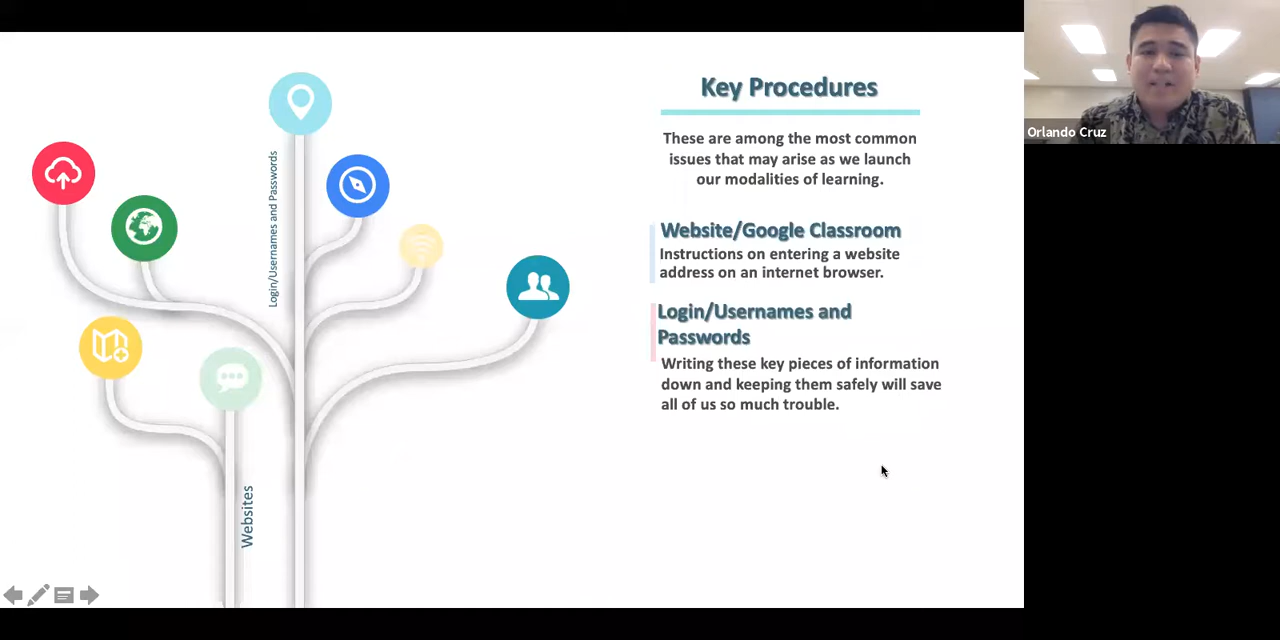 Login/Usernames and Passwords
Websites
Key Procedures
These are among the most common
issues that may arise as we launch
our modalities of learning.
Website/Google Classroom
Instructions on entering a website
address on an internet browser.
Login/Usernames and
Passwords
Writing these key pieces of information
down and keeping them safely will save
all of us so much trouble.
Orlando Cruz